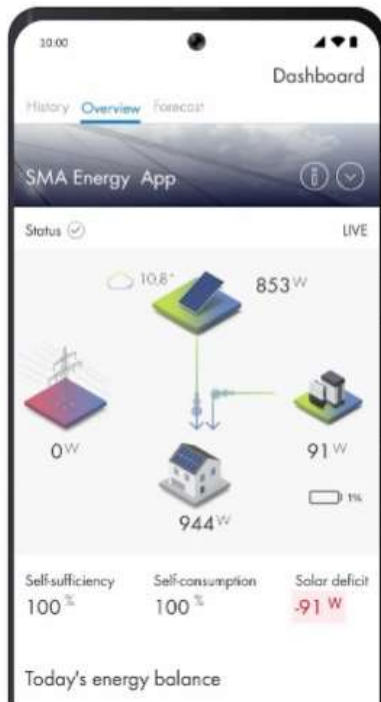 10:00
Dashboard
History Overview Forecast
SMA Energy App
Status LIVE
10,8°
853 W
0 W
91 W
1%
944 W
Self-sufficiency Self-consumption Solar deficit
100 % 100 % -91 W
Today's energy balance